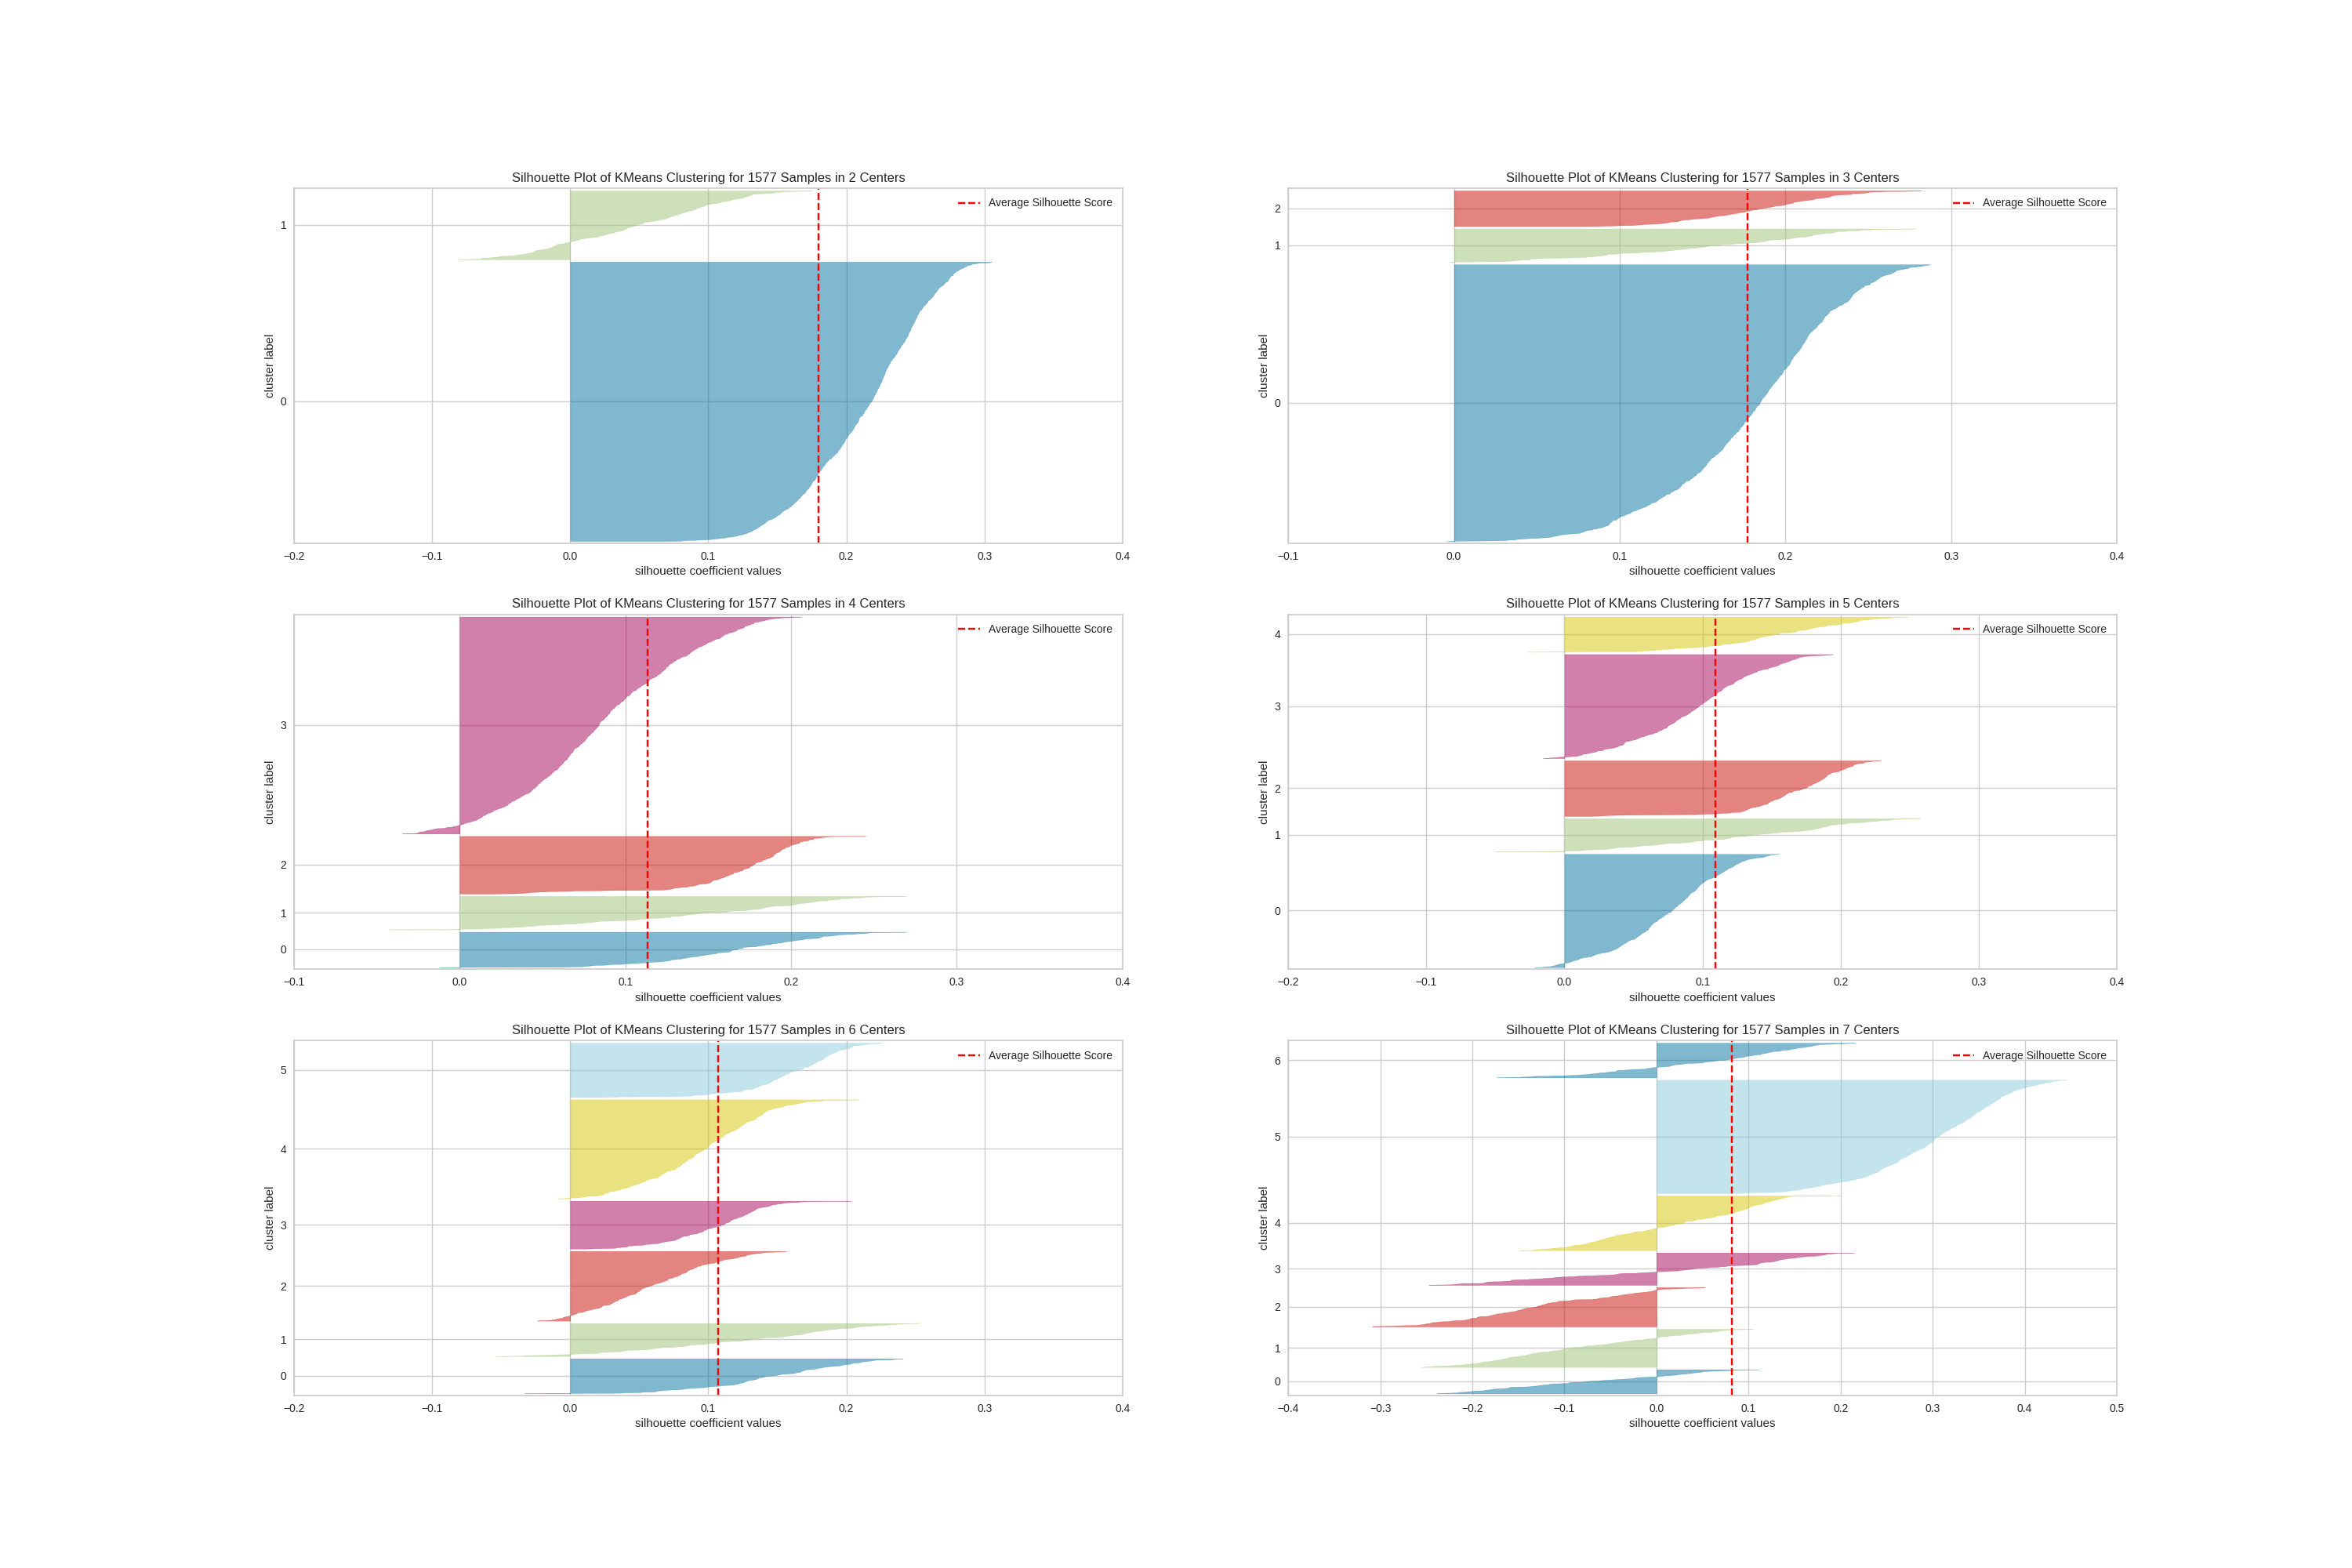 Silhouette Plot of KMeans Clustering for 1577 Samples in 2 Centers
Average Silhouette Score
1
0
cluster label
−0.2 −0.1 0.0 0.1 0.2 0.3 0.4
silhouette coefficient values
Silhouette Plot of KMeans Clustering for 1577 Samples in 3 Centers
Average Silhouette Score
2
1
0
cluster label
−0.1 0.0 0.1 0.2 0.3 0.4
silhouette coefficient values
Silhouette Plot of KMeans Clustering for 1577 Samples in 4 Centers
Average Silhouette Score
3
2
1
0
cluster label
−0.1 0.0 0.1 0.2 0.3 0.4
silhouette coefficient values
Silhouette Plot of KMeans Clustering for 1577 Samples in 5 Centers
Average Silhouette Score
4
3
2
1
0
cluster label
−0.2 −0.1 0.0 0.1 0.2 0.3 0.4
silhouette coefficient values
Silhouette Plot of KMeans Clustering for 1577 Samples in 6 Centers
Average Silhouette Score
5
4
3
2
1
0
cluster label
−0.2 −0.1 0.0 0.1 0.2 0.3 0.4
silhouette coefficient values
Silhouette Plot of KMeans Clustering for 1577 Samples in 7 Centers
Average Silhouette Score
6
5
4
3
2
1
0
cluster label
−0.4 −0.3 −0.2 −0.1 0.0 0.1 0.2 0.3 0.4 0.5
silhouette coefficient values